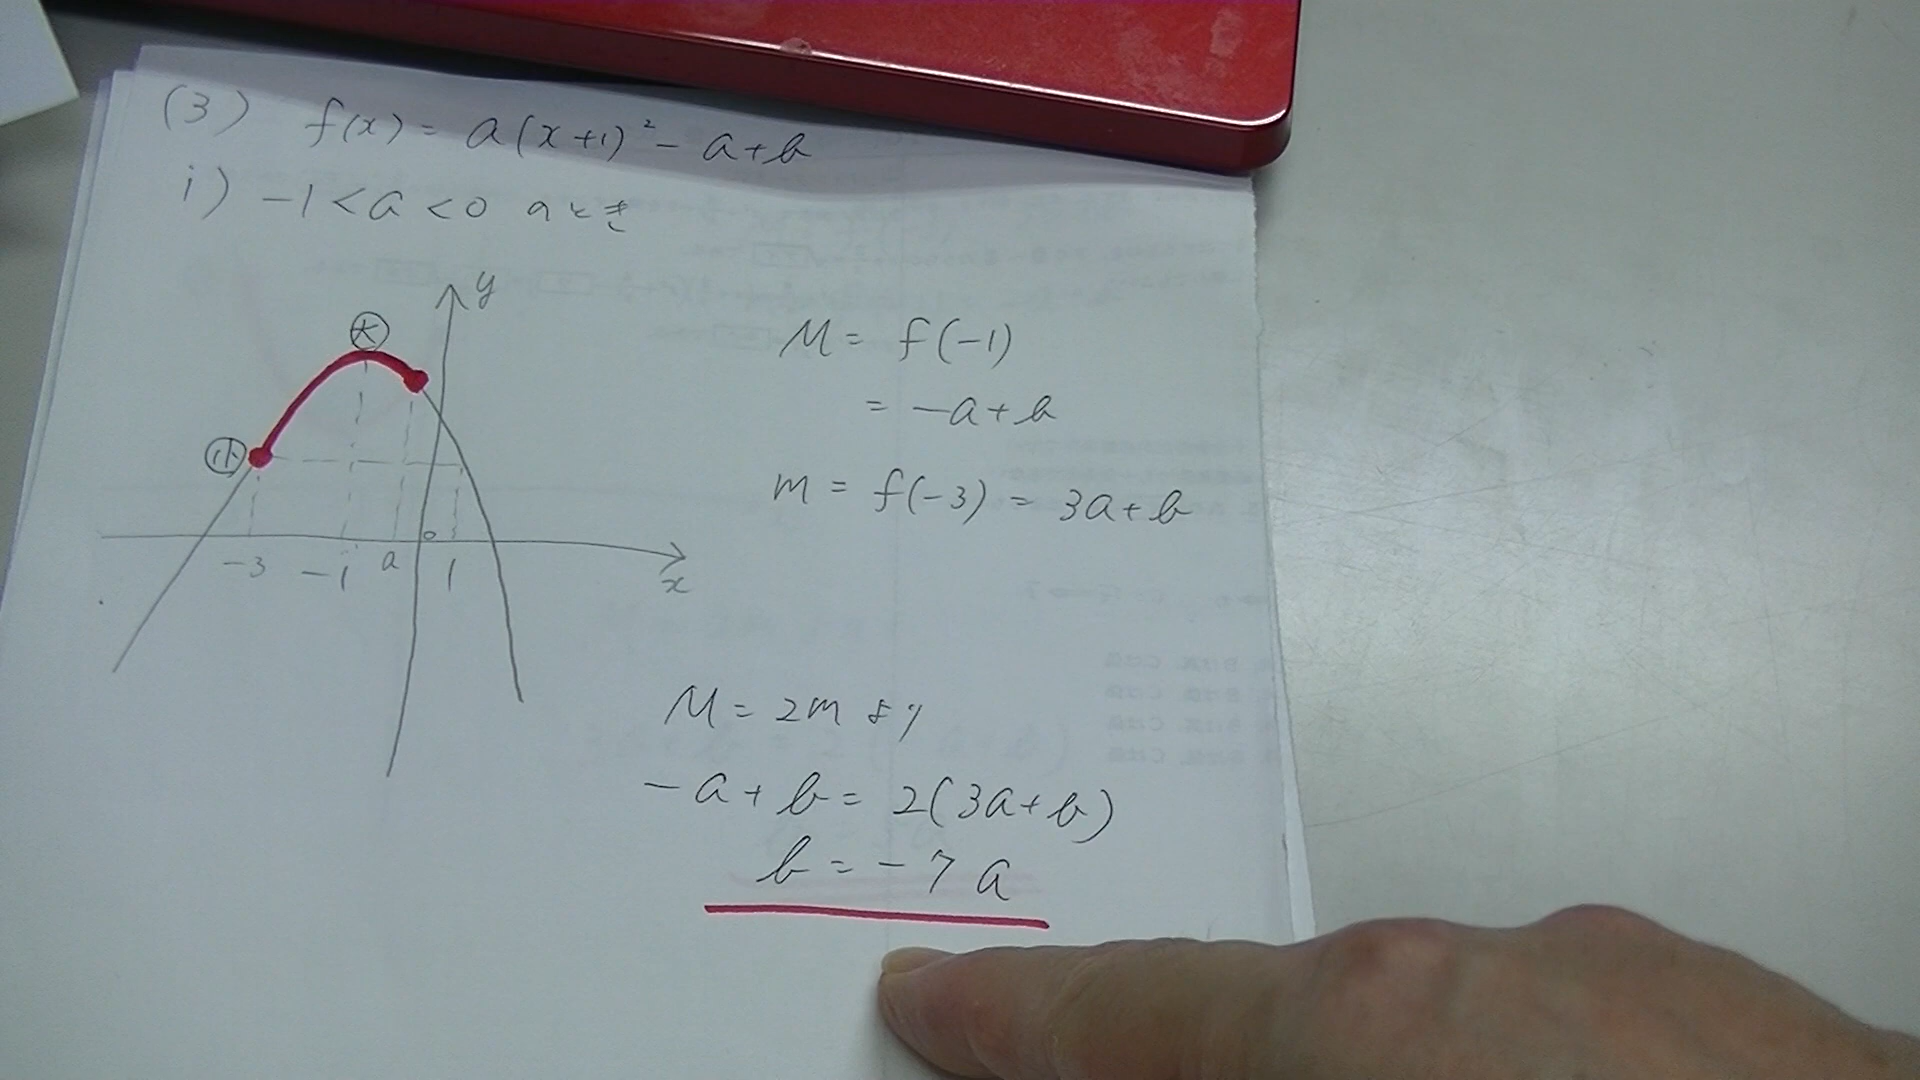 (3) f(x) = a(x+1)² - a+b
i) -1 < a < 0 のとき
y
大
小
-3 -1 a 0 1 x
M = f(-1)
= -a+b
m = f(-3) = 3a+b
M = 2m より
-a+b = 2(3a+b)
b = -7a